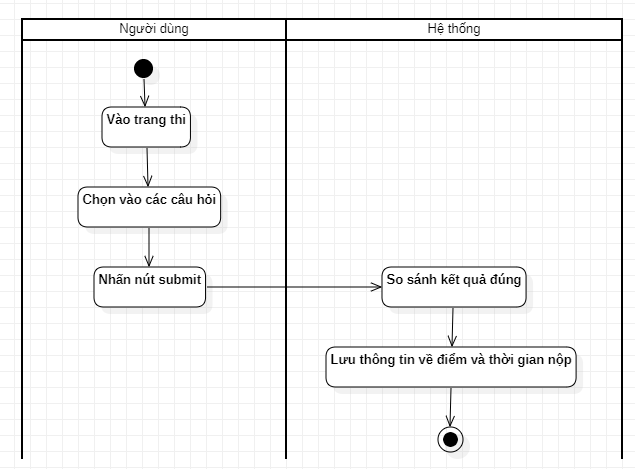 Người dùng
Hệ thống
Vào trang thi
Chọn vào các câu hỏi
Nhấn nút submit
So sánh kết quả đúng
Lưu thông tin về điểm và thời gian nộp